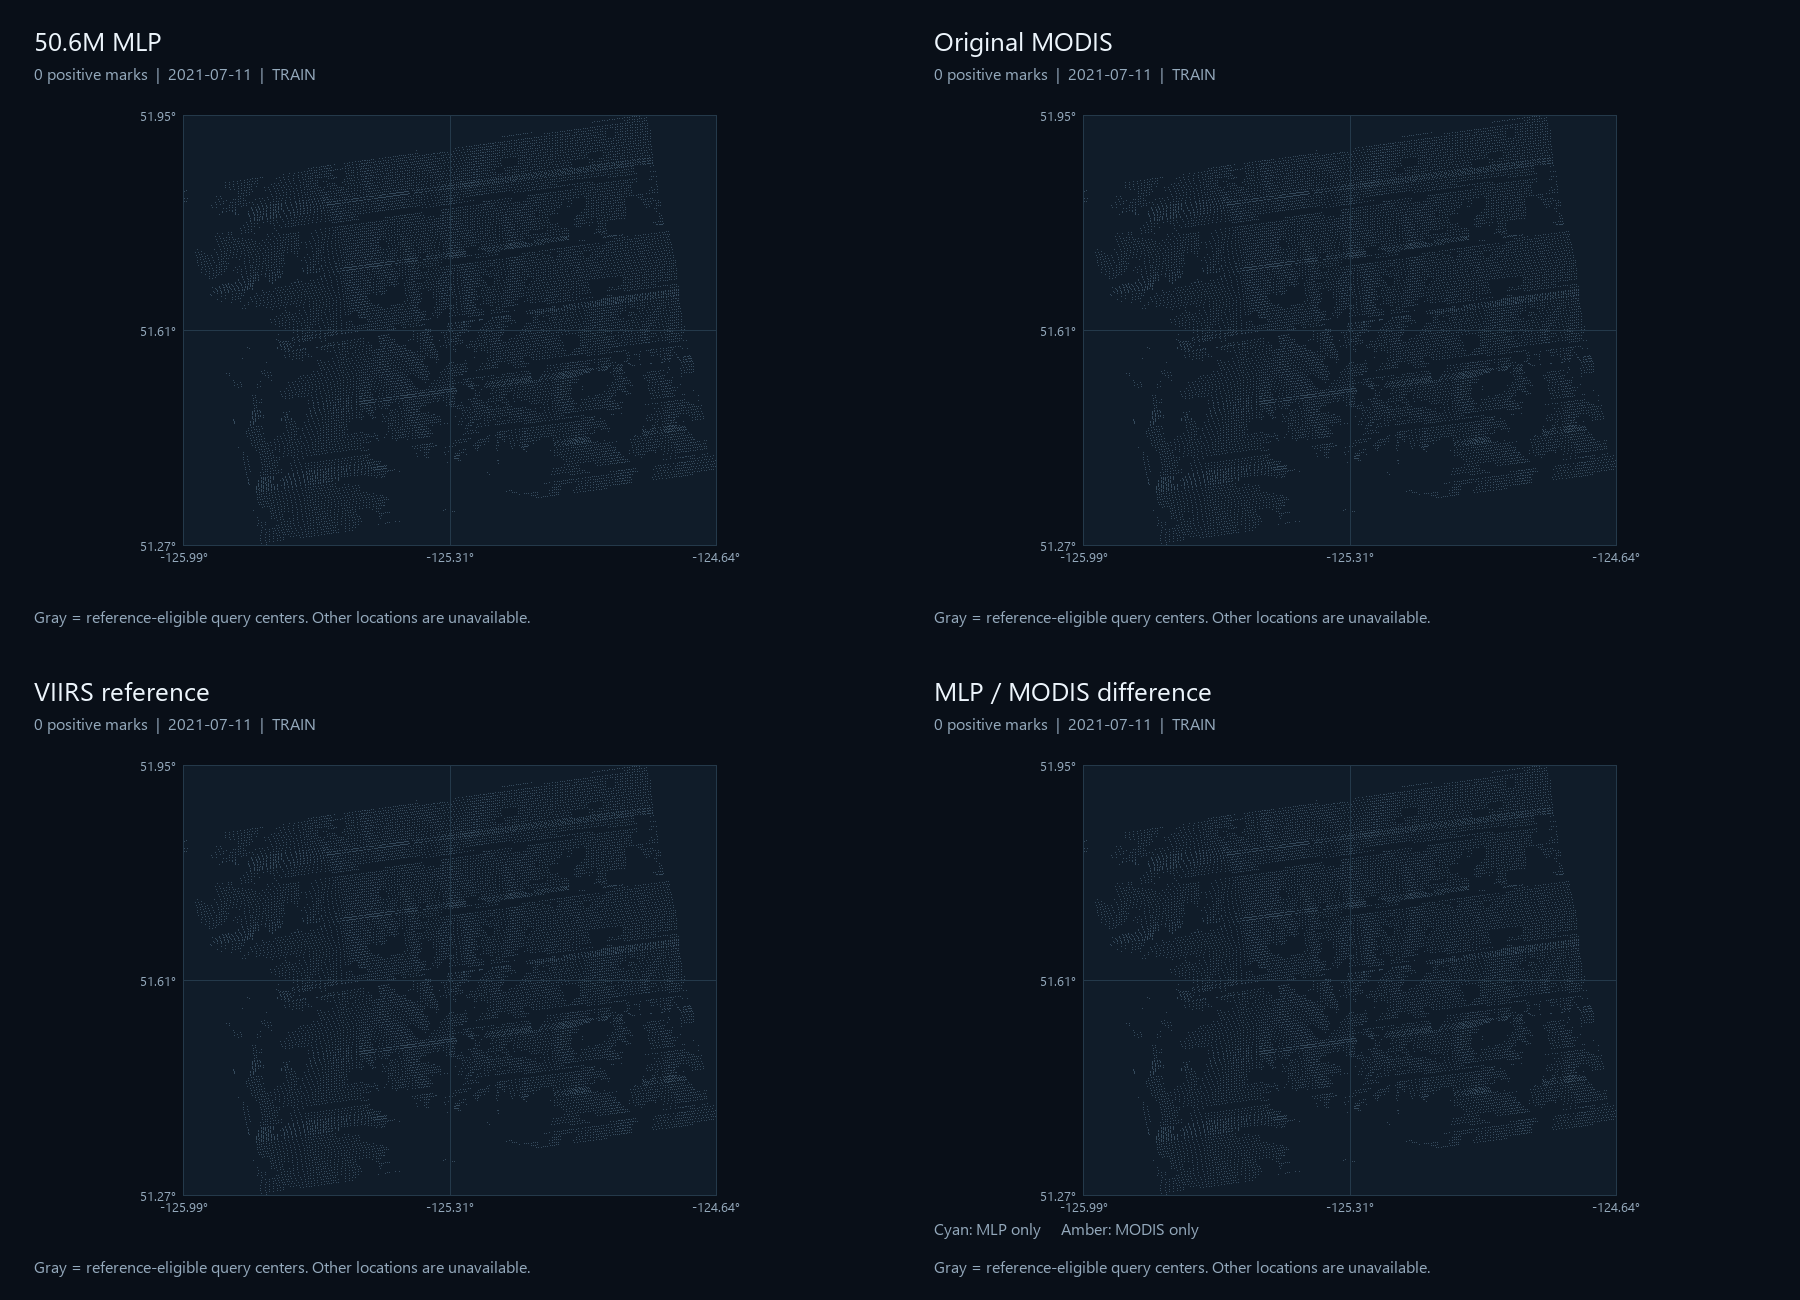 50.6M MLP
0 positive marks | 2021-07-11 | TRAIN
51.95°
51.61°
51.27°
-125.99°
-125.31°
-124.64°
Gray = reference-eligible query centers. Other locations are unavailable.
Original MODIS
0 positive marks | 2021-07-11 | TRAIN
51.95°
51.61°
51.27°
-125.99°
-125.31°
-124.64°
Gray = reference-eligible query centers. Other locations are unavailable.
VIIRS reference
0 positive marks | 2021-07-11 | TRAIN
51.95°
51.61°
51.27°
-125.99°
-125.31°
-124.64°
Gray = reference-eligible query centers. Other locations are unavailable.
MLP / MODIS difference
0 positive marks | 2021-07-11 | TRAIN
51.95°
51.61°
51.27°
-125.99°
-125.31°
-124.64°
Cyan: MLP only Amber: MODIS only
Gray = reference-eligible query centers. Other locations are unavailable.